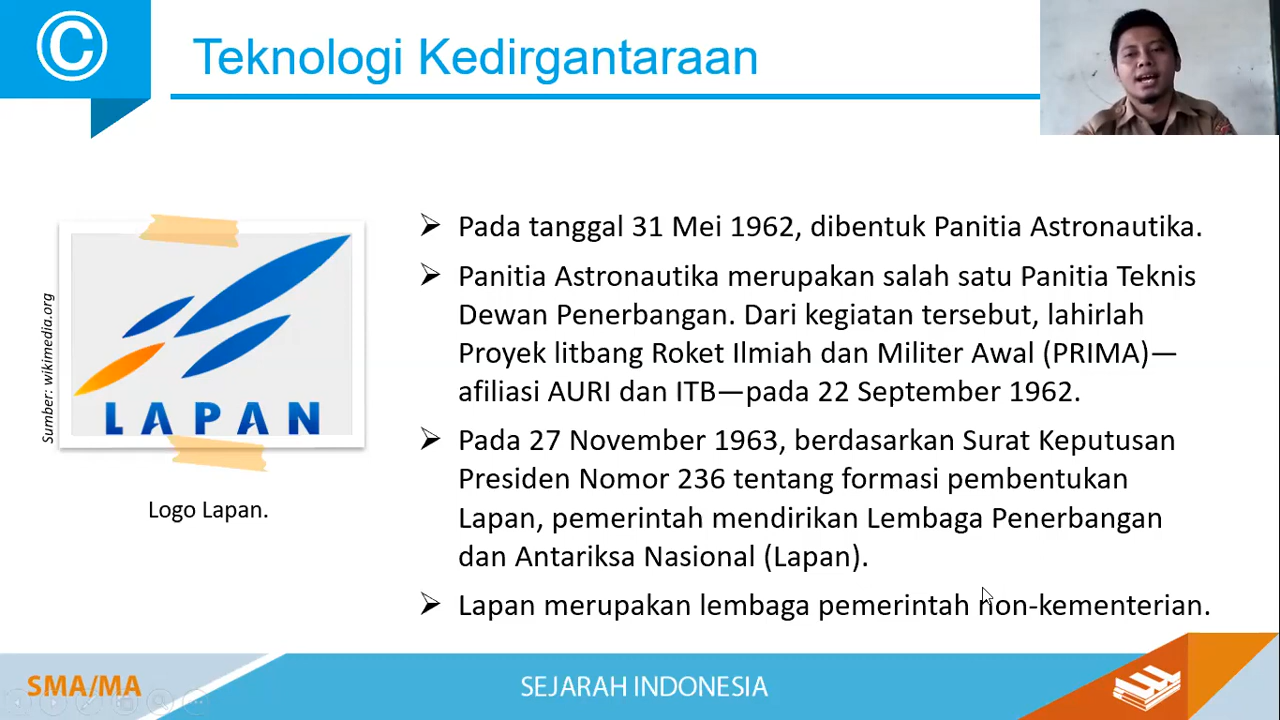 ©
Teknologi Kedirgantaraan
Sumber: wikimedia.org
LAPAN
Logo Lapan.
Pada tanggal 31 Mei 1962, dibentuk Panitia Astronautika.
Panitia Astronautika merupakan salah satu Panitia Teknis
Dewan Penerbangan. Dari kegiatan tersebut, lahirlah
Proyek litbang Roket Ilmiah dan Militer Awal (PRIMA)—
afiliasi AURI dan ITB—pada 22 September 1962.
Pada 27 November 1963, berdasarkan Surat Keputusan
Presiden Nomor 236 tentang formasi pembentukan
Lapan, pemerintah mendirikan Lembaga Penerbangan
dan Antariksa Nasional (Lapan).
Lapan merupakan lembaga pemerintah non-kementerian.
SMA/MA
SEJARAH INDONESIA